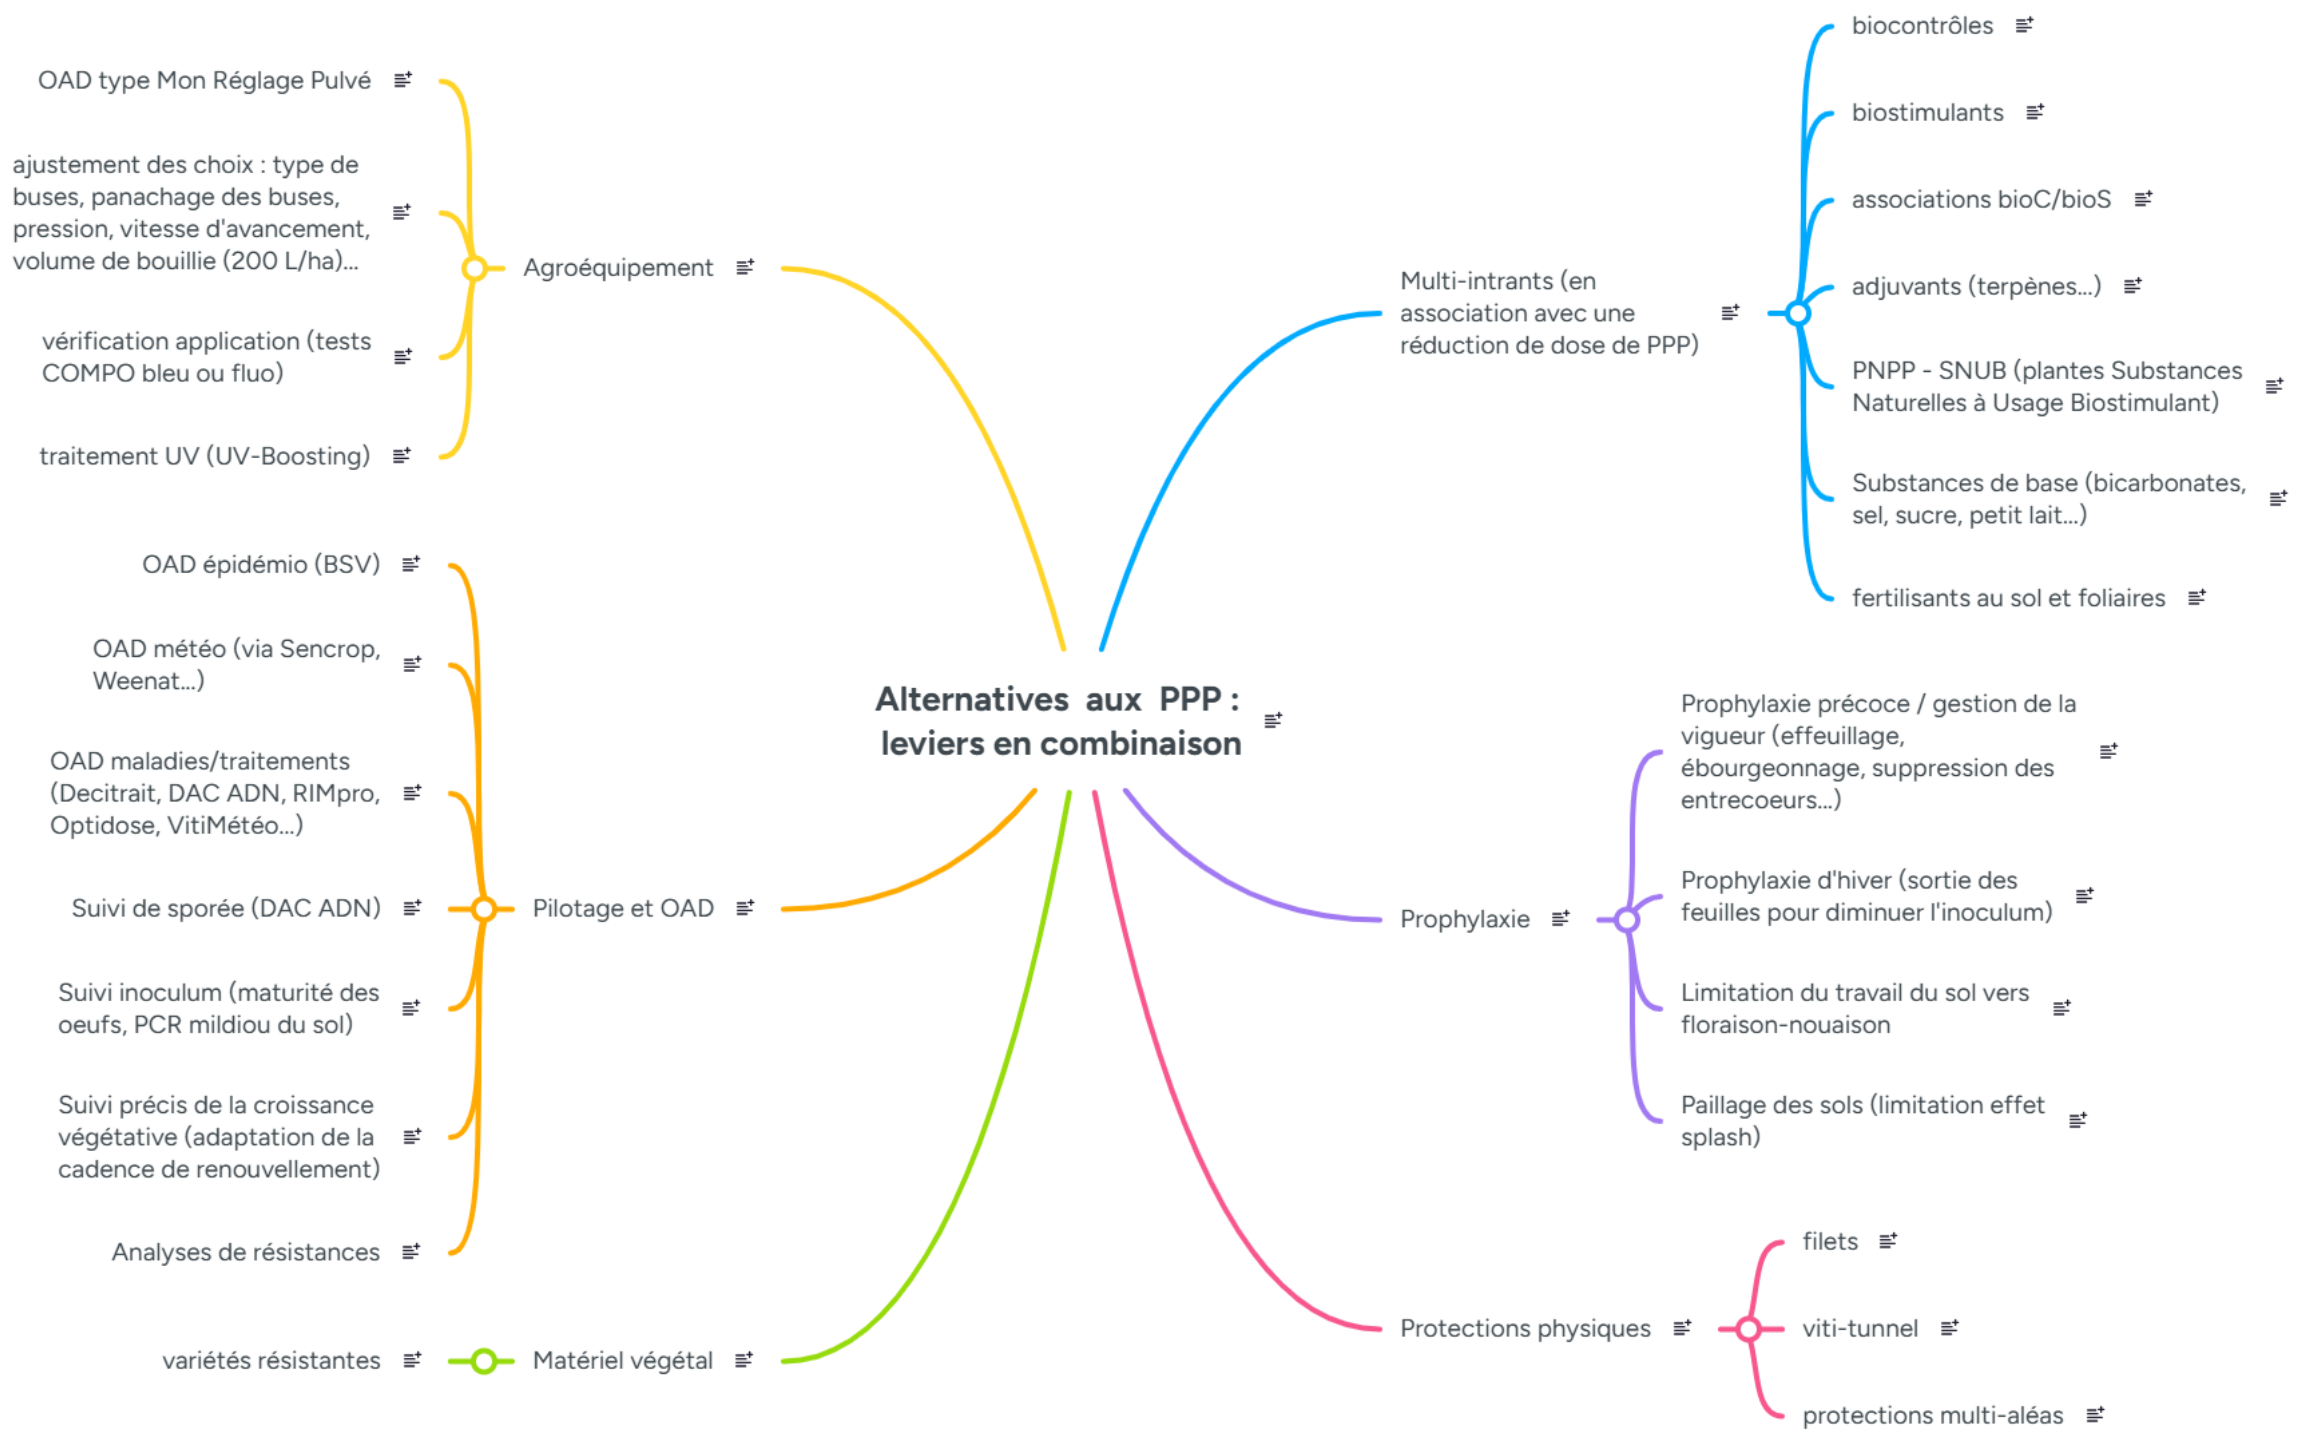 Alternatives aux PPP :
leviers en combinaison
Agroéquipement
OAD type Mon Réglage Pulvé
ajustement des choix : type de
buses, panachage des buses,
pression, vitesse d'avancement,
volume de bouillie (200 L/ha)...
vérification application (tests
COMPO bleu ou fluo)
traitement UV (UV-Boosting)
Pilotage et OAD
OAD épidémio (BSV)
OAD météo (via Sencrop,
Weenat...)
OAD maladies/traitements
(Decitrait, DAC ADN, RIMpro,
Optidose, VitiMétéo...)
Suivi de sporée (DAC ADN)
Suivi inoculum (maturité des
oeufs, PCR mildiou du sol)
Suivi précis de la croissance
végétative (adaptation de la
cadence de renouvellement)
Analyses de résistances
Matériel végétal
variétés résistantes
Multi-intrants (en
association avec une
réduction de dose de PPP)
biocontrôles
biostimulants
associations bioC/bioS
adjuvants (terpènes...)
PNPP - SNUB (plantes Substances
Naturelles à Usage Biostimulant)
Substances de base (bicarbonates,
sel, sucre, petit lait...)
fertilisants au sol et foliaires
Prophylaxie
Prophylaxie précoce / gestion de la
vigueur (effeuillage,
ébourgeonnage, suppression des
entrecoeurs...)
Prophylaxie d'hiver (sortie des
feuilles pour diminuer l'inoculum)
Limitation du travail du sol vers
floraison-nouaison
Paillage des sols (limitation effet
splash)
Protections physiques
filets
viti-tunnel
protections multi-aléas